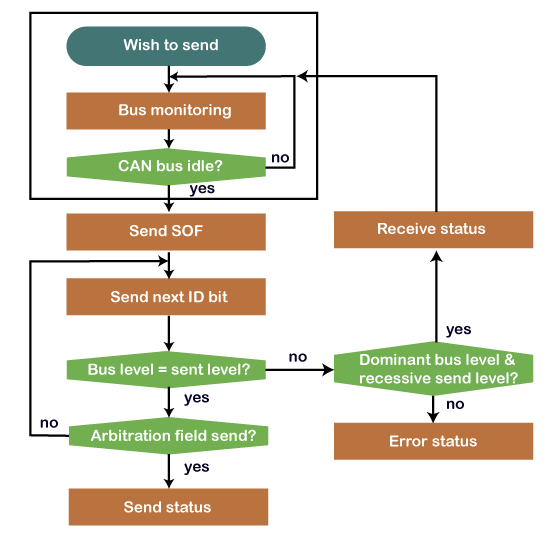 Wish to send
Bus monitoring
CAN bus idle?
no
yes
Send SOF
Receive status
Send next ID bit
yes
Bus level = sent level?
no
Dominant bus level &
recessive send level?
yes
no
no
Arbitration field send?
Error status
yes
Send status